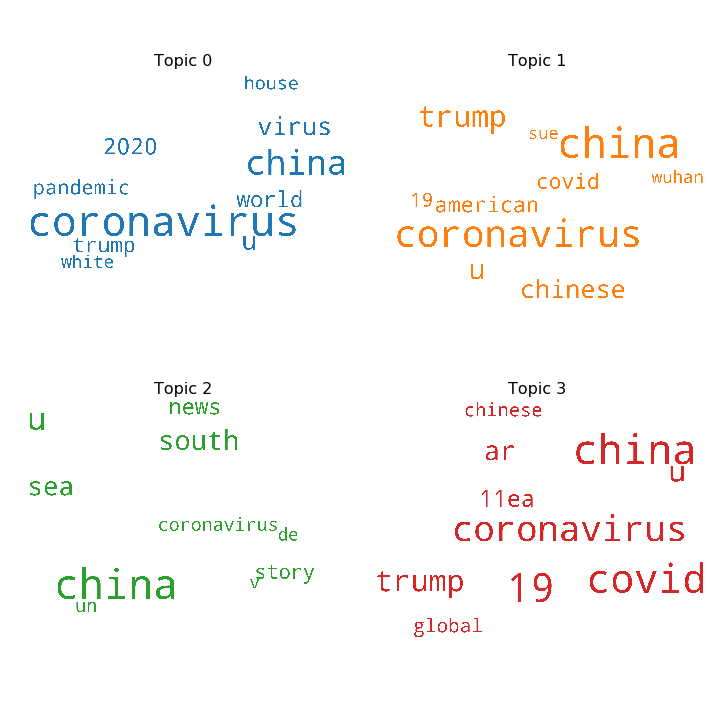 Topic 0
house
virus
2020
china
pandemic
world
coronavirus
trump
u
white
Topic 1
trump
sue
china
covid
wuhan
19
american
coronavirus
u
chinese
Topic 2
news
u
south
sea
coronavirus
de
china
story
v
un
Topic 3
chinese
ar
china
u
11ea
coronavirus
trump
19
covid
global